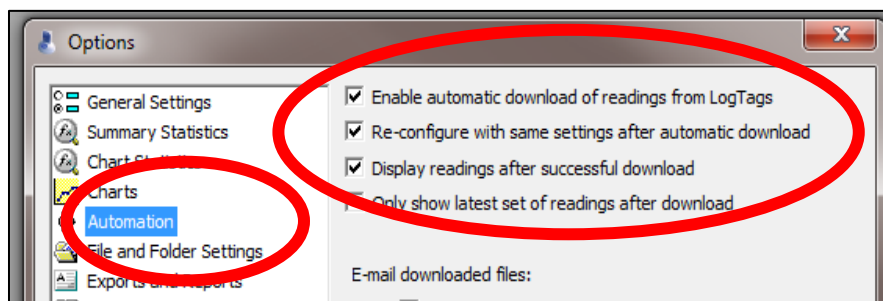 Options
General Settings
Summary Statistics
Chart Statistics
Charts
Automation
File and Folder Settings
Exports and Reports
Enable automatic download of readings from LogTags
Re-configure with same settings after automatic download
Display readings after successful download
Only show latest set of readings after download
E-mail downloaded files: